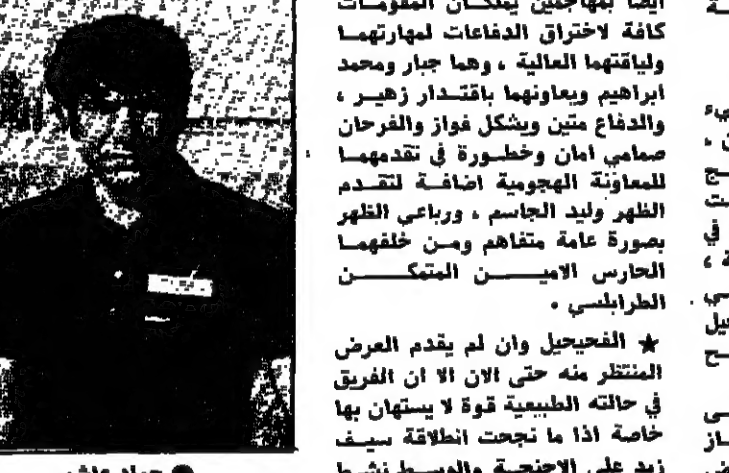 ايضا بمهاجمين يملكان المقومات
كافة لاختراق الدفاعات لمهارتهما
ولياقتهما العالية ، وهما جبار ومحمد
ابراهيم ويعاونهما باقتدار زهير ،
والدفاع متين ويشكل فواز والفرحان
صمامي امان وخطورة في تقدمهما
للمعاونة الهجومية اضافة لتقدم
الظهر وليد الجاسم ، ورباعي الظهر
بصورة عامة متفاهم ومن خلفهما
الحارس الامين المتمكن
الطرابلسي .
★ الفحيحيل وان لم يقدم العرض
المنتظر منه حتى الان الا ان الفريق
في حالته الطبيعية قوة لا يستهان بها
خاصة اذا ما نجحت انطلاقة سيف
زيد على الاجنحة والوسط نشيط